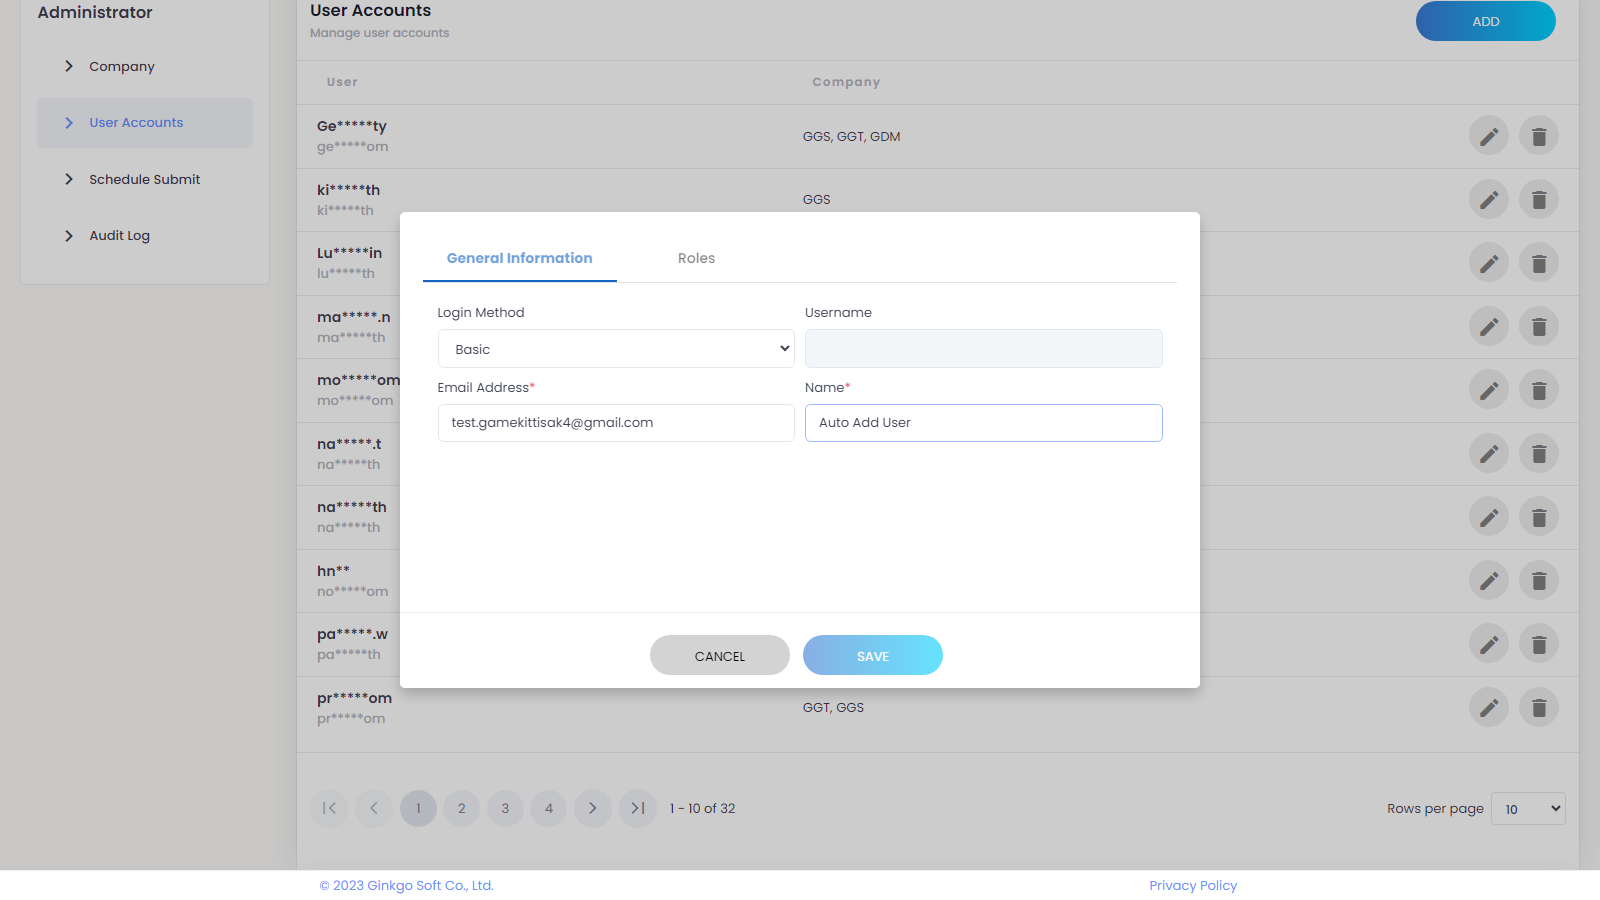 Administrator
Company
User Accounts
Schedule Submit
Audit Log
User Accounts
Manage user accounts
ADD
User Company
Ge*****ty
ge*****om
GGS, GGT, GDM
ki*****th
ki*****th
GGS
Lu*****in
lu*****th
ma*****.n
ma*****th
mo*****om
mo*****om
na*****.t
na*****th
na*****th
na*****th
hn**
no*****om
pa*****.w
pa*****th
pr*****om
pr*****om
GGT, GGS
General Information Roles
Login Method Username
Basic
Email Address* Name*
test.gamekittisak4@gmail.com Auto Add User
CANCEL SAVE
1 2 3 4 1 - 10 of 32
Rows per page 10
© 2023 Ginkgo Soft Co., Ltd. Privacy Policy